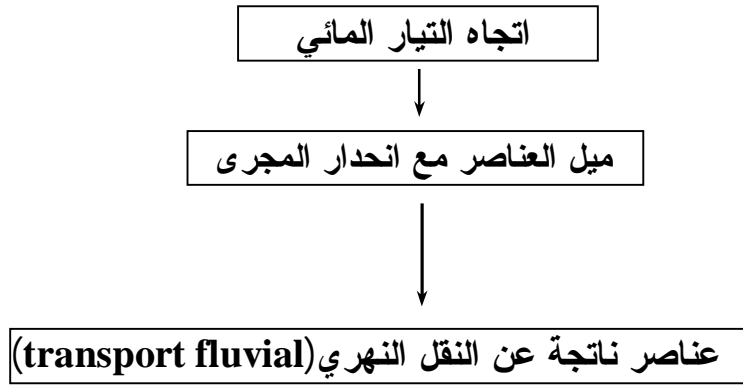 اتجاه التيار المائي
ميل العناصر مع انحدار المجرى
عناصر ناتجة عن النقل النهري(transport fluvial)